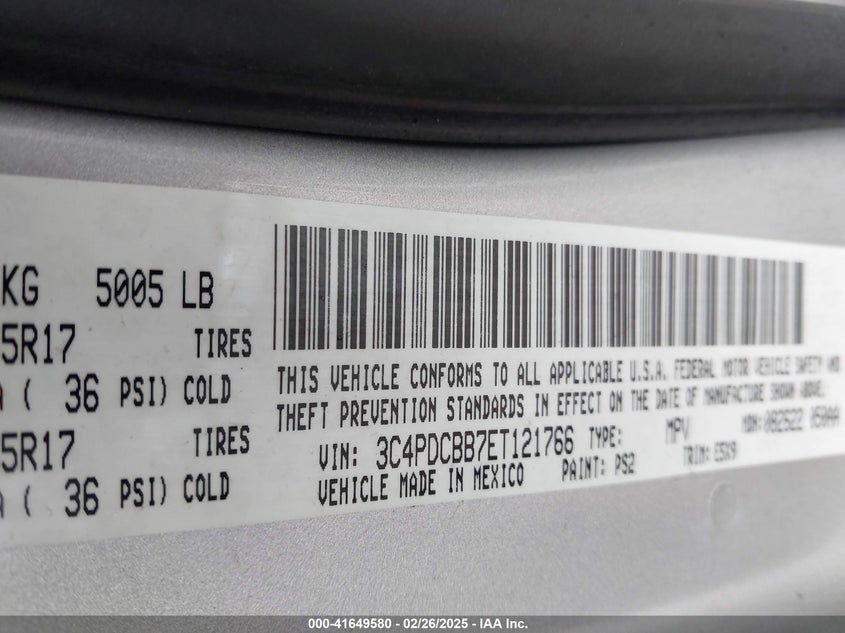 KG 5005 LB
5R17 TIRES
( 36 PSI) COLD
5R17 TIRES
( 36 PSI) COLD
THIS VEHICLE CONFORMS TO ALL APPLICABLE U.S.A. FEDERAL MOTOR VEHICLE SAFETY AND
THEFT PREVENTION STANDARDS IN EFFECT ON THE DATE OF MANUFACTURE SHOWN ABOVE.
VIN: 3C4PDCBB7ET121766 TYPE: MPV MDH:
VEHICLE MADE IN MEXICO PAINT: PS2 TRIM:
000-41649580 - 02/26/2025 - IAA Inc.